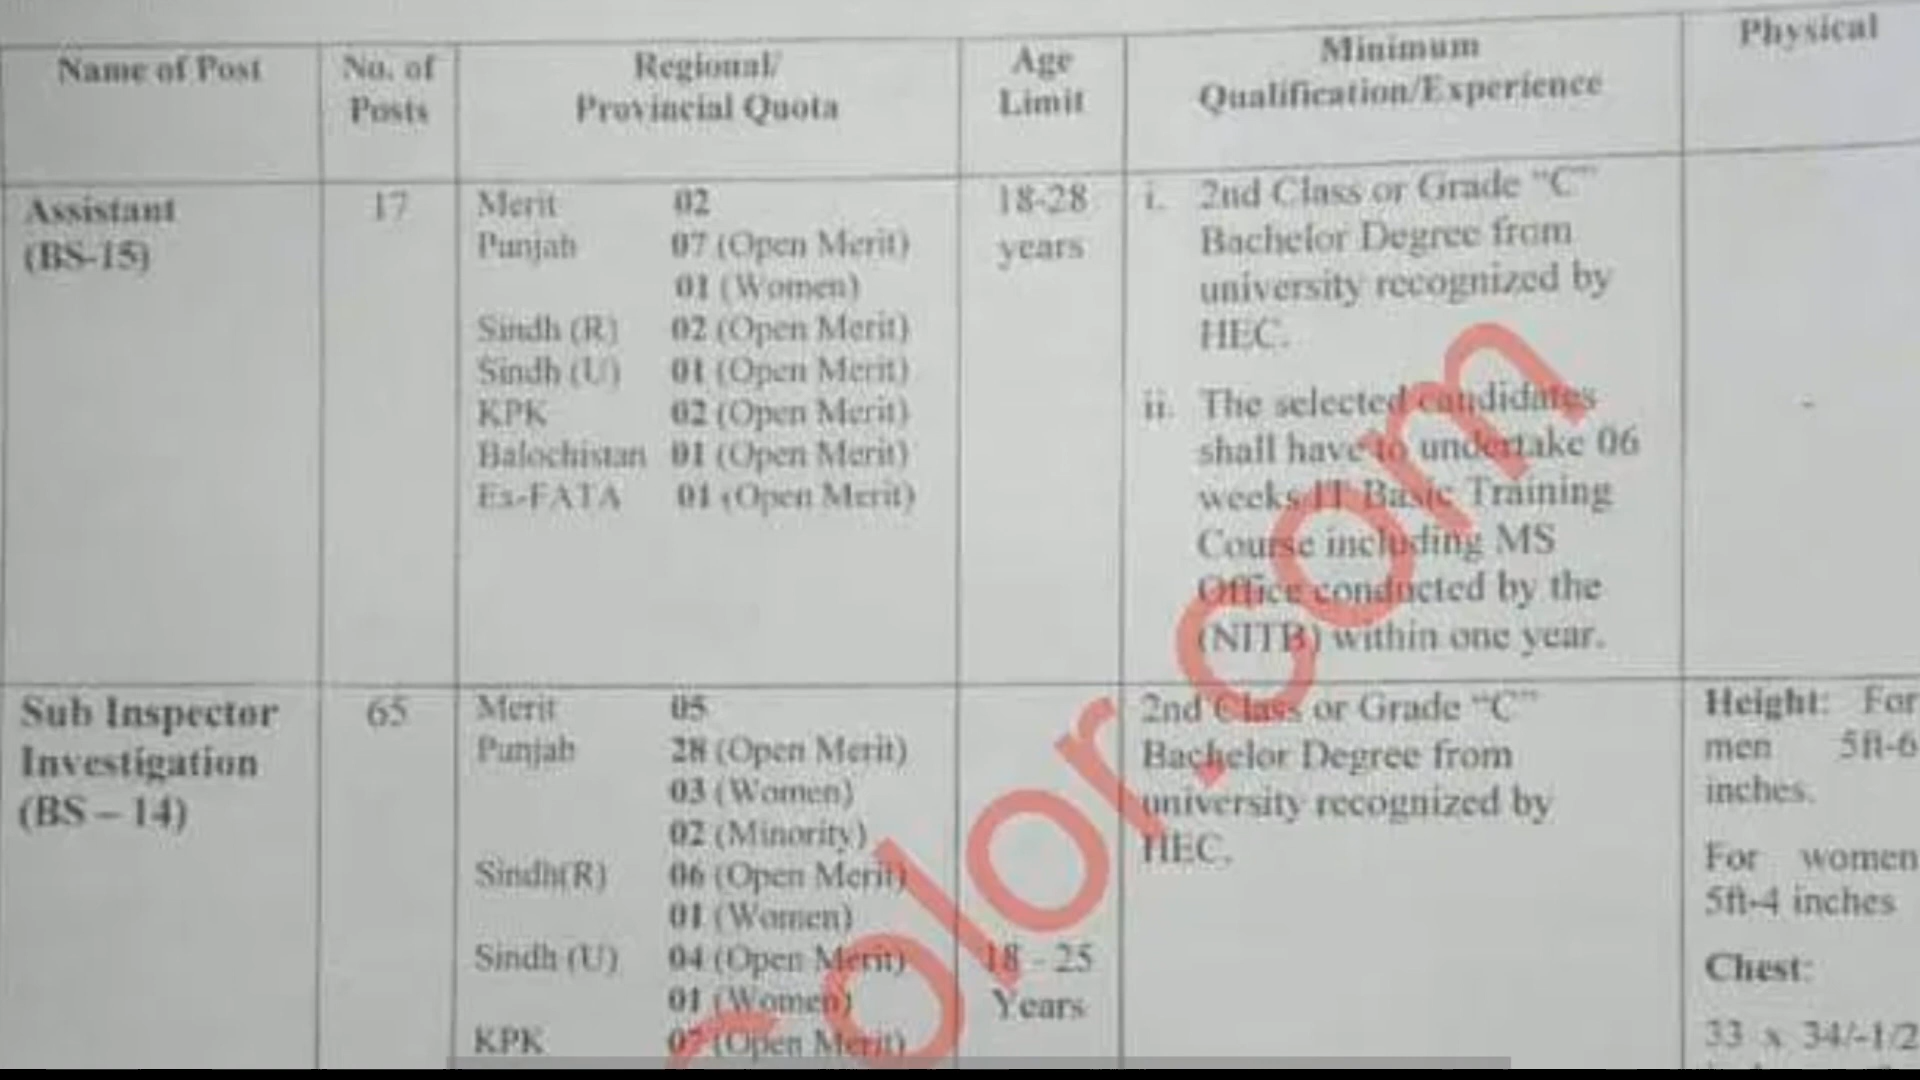 Name of Post
No. of
Posts
Regional/
Provincial Quota
Age
Limit
Minimum
Qualification/Experience
Physical
Assistant
(BS-15)
17
Merit 02
Punjab 07 (Open Merit)
01 (Women)
Sindh (R) 02 (Open Merit)
Sindh (U) 01 (Open Merit)
KPK 02 (Open Merit)
Balochistan 01 (Open Merit)
Ex-FATA 01 (Open Merit)
18-28
years
i. 2nd Class or Grade "C"
Bachelor Degree from
university recognized by
HEC.
ii. The selected candidates
shall have to undertake 06
weeks IT Basic Training
Course including MS
Office conducted by the
(NITB) within one year.
-
Sub Inspector
Investigation
(BS – 14)
65
Merit 05
Punjab 28 (Open Merit)
03 (Women)
02 (Minority)
Sindh(R) 06 (Open Merit)
01 (Women)
Sindh (U) 04 (Open Merit)
01 (Women)
KPK 07 (Open Merit)
18 - 25
Years
2nd Class or Grade "C"
Bachelor Degree from
university recognized by
HEC.
Height: For
men 5ft-6
inches.
For women
5ft-4 inches
Chest:
33 x 34/-1/2
olor.com